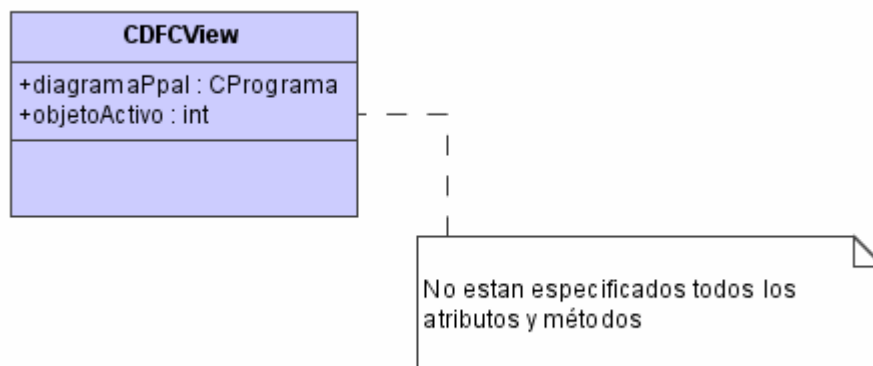 CDFCView
+diagramaPpal : CPrograma
+objetoActivo : int
No estan especificados todos los
atributos y métodos